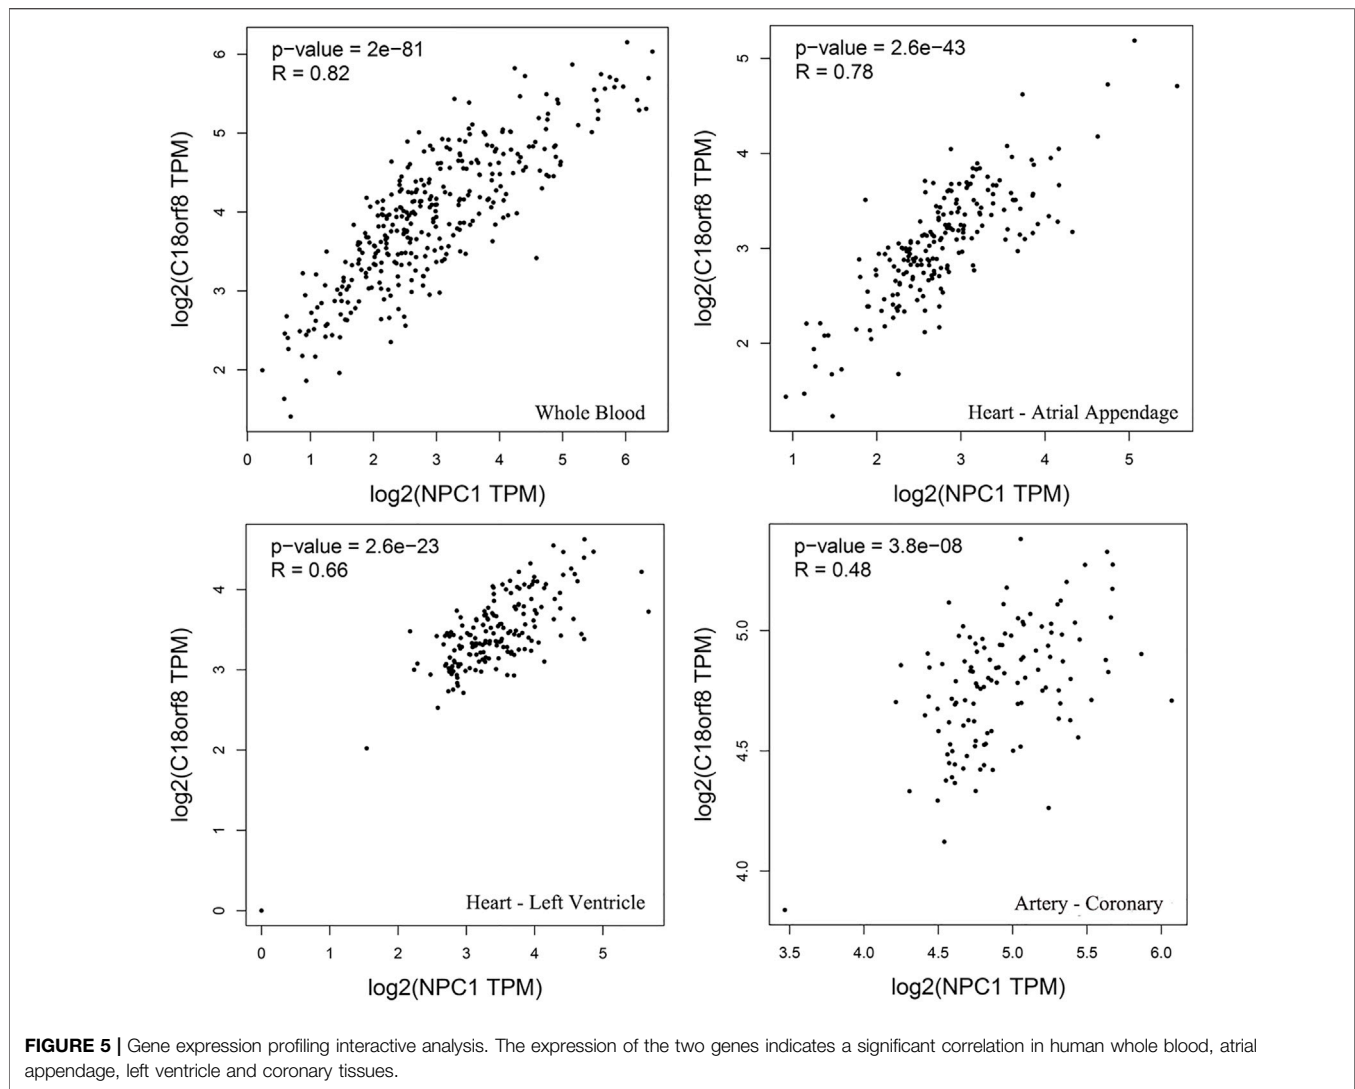 p−value = 2e−81
R = 0.82
log2(C18orf8 TPM)
6
5
4
3
2
Whole Blood
0 1 2 3 4 5 6
log2(NPC1 TPM)
p−value = 2.6e−43
R = 0.78
log2(C18orf8 TPM)
5
4
3
2
Heart - Atrial Appendage
1 2 3 4 5
log2(NPC1 TPM)
p−value = 2.6e−23
R = 0.66
log2(C18orf8 TPM)
4
3
2
1
0
Heart - Left Ventricle
0 1 2 3 4 5
log2(NPC1 TPM)
p−value = 3.8e−08
R = 0.48
log2(C18orf8 TPM)
5.0
4.5
4.0
Artery - Coronary
3.5 4.0 4.5 5.0 5.5 6.0
log2(NPC1 TPM)
FIGURE 5 | Gene expression profiling interactive analysis. The expression of the two genes indicates a significant correlation in human whole blood, atrial
appendage, left ventricle and coronary tissues.